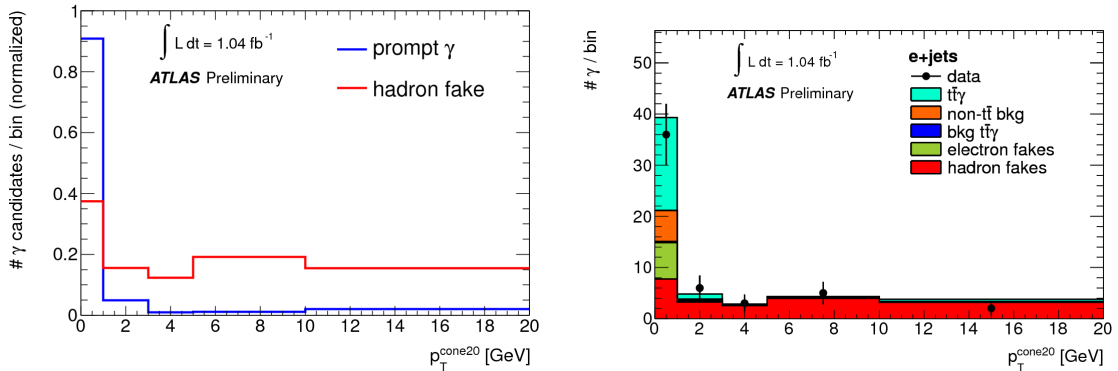 # γ candidates / bin (normalized)
1
0.8
0.6
0.4
0.2
0
∫ L dt = 1.04 fb⁻¹
ATLAS Preliminary
prompt γ
hadron fake
0 2 4 6 8 10 12 14 16 18 20
p_T^cone20 [GeV]
# γ / bin
50
40
30
20
10
0
∫ L dt = 1.04 fb⁻¹
ATLAS Preliminary
e+jets
data
tt̄γ
non-tt̄ bkg
bkg tt̄γ
electron fakes
hadron fakes
0 2 4 6 8 10 12 14 16 18 20
p_T^cone20 [GeV]